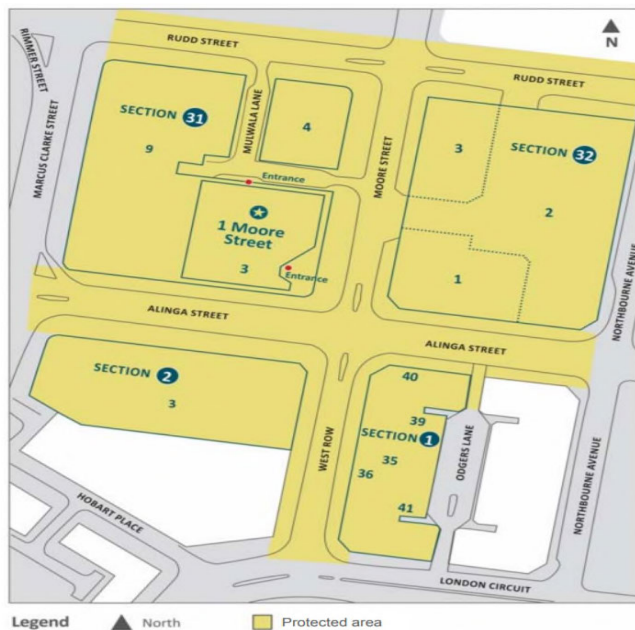 RUDD STREET
N
RIMMER STREET
RUDD STREET
SECTION 31
MULWALA LANE
4
9
MARCUS CLARKE STREET
MOORE STREET
3
SECTION 32
Entrance
1 Moore
Street
3
Entrance
2
1
NORTHBOURNE AVENUE
ALINGA STREET
ALINGA STREET
SECTION 2
3
40
39
SECTION 1
35
36
41
WEST ROW
ODGERS LANE
NORTHBOURNE AVENUE
HOBART PLACE
LONDON CIRCUIT
Legend North Protected area